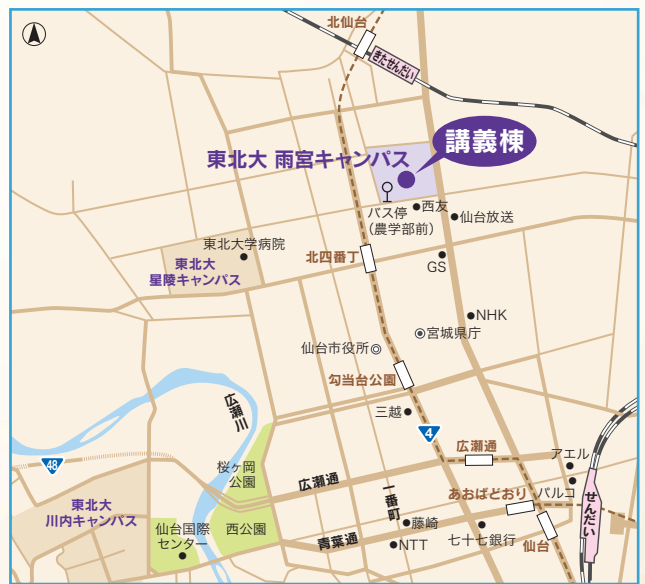 北仙台
きたせんだい
講義棟
東北大 雨宮キャンパス
バス停
(農学部前)
西友
仙台放送
東北大学病院
東北大
星陵キャンパス
北四番丁
GS
NHK
宮城県庁
仙台市役所
勾当台公園
三越
広瀬川
4
広瀬通
アエル
48
桜ヶ岡
公園
広瀬通
一番町
あおばどおり
パルコ
せんだい
東北大
川内キャンパス
仙台国際
センター
西公園
青葉通
藤崎
NTT
七十七銀行
仙台